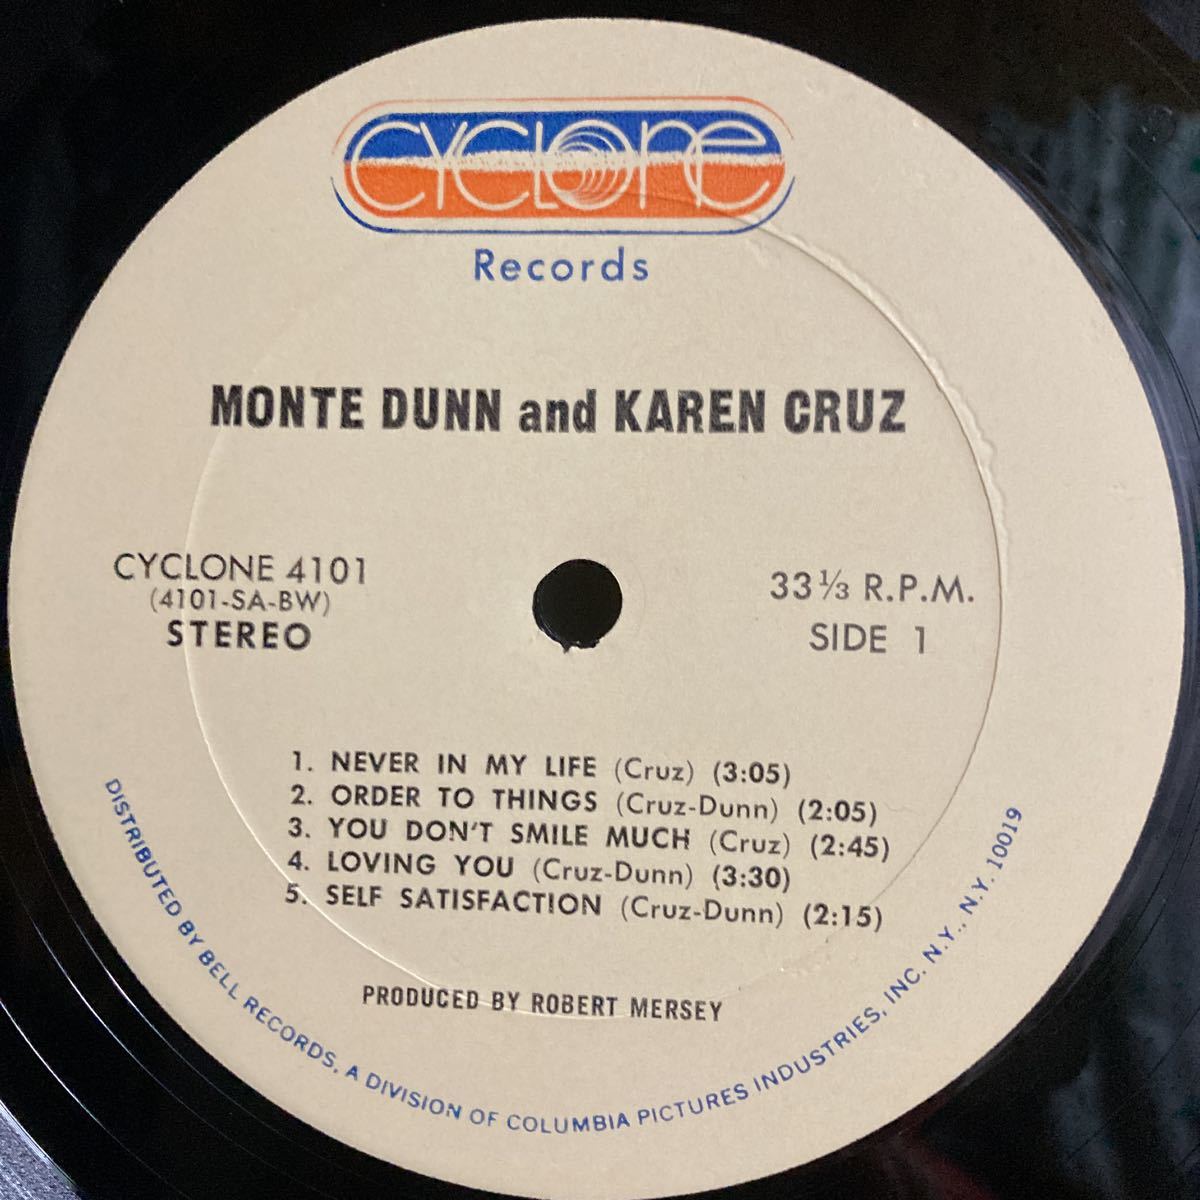 CYCLONE
Records
MONTE DUNN and KAREN CRUZ
CYCLONE 4101
(4101-SA-BW)
STEREO
33 1/3 R.P.M.
SIDE 1
1. NEVER IN MY LIFE (Cruz) (3:05)
2. ORDER TO THINGS (Cruz-Dunn) (2:05)
3. YOU DON'T SMILE MUCH (Cruz) (2:45)
4. LOVING YOU (Cruz-Dunn) (3:30)
5. SELF SATISFACTION (Cruz-Dunn) (2:15)
PRODUCED BY ROBERT MERSEY
DISTRIBUTED BY BELL RECORDS, A DIVISION OF COLUMBIA PICTURES INDUSTRIES, INC. N.Y., N.Y. 10019